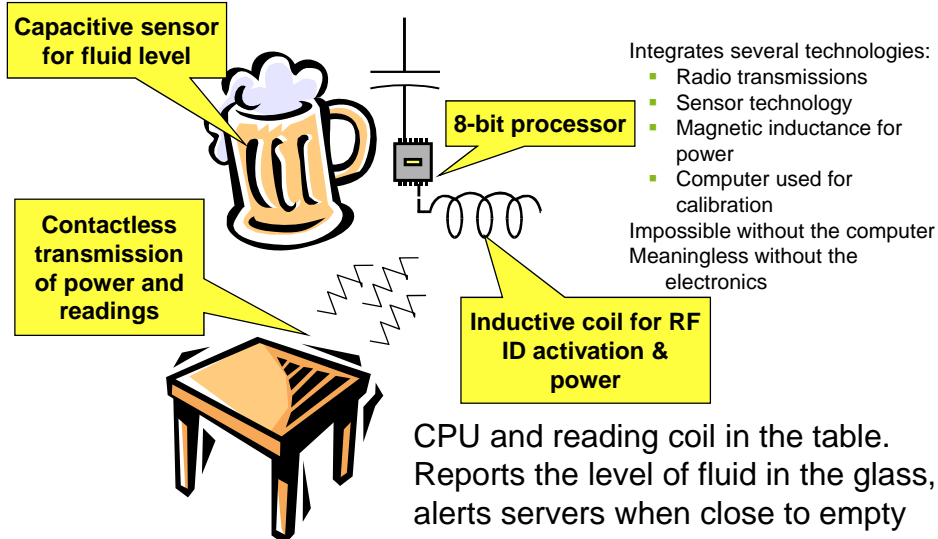 Capacitive sensor
for fluid level
8-bit processor
Integrates several technologies:
Radio transmissions
Sensor technology
Magnetic inductance for
power
Computer used for
calibration
Impossible without the computer
Meaningless without the
electronics
Contactless
transmission
of power and
readings
Inductive coil for RF
ID activation &
power
CPU and reading coil in the table.
Reports the level of fluid in the glass,
alerts servers when close to empty